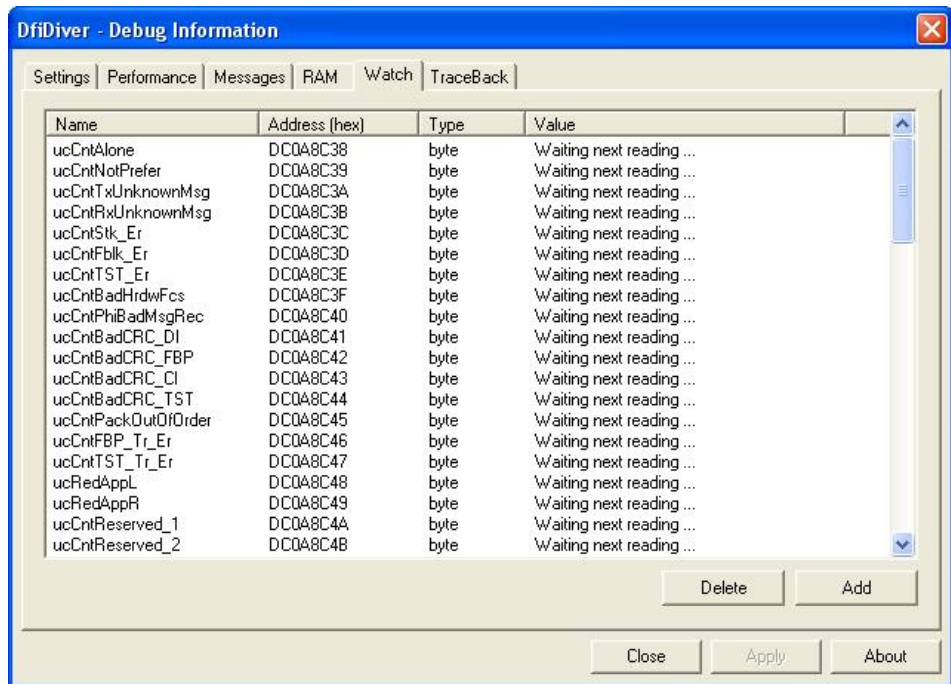 DfiDiver - Debug Information
Settings Performance Messages RAM Watch TraceBack
Name Address (hex) Type Value
ucCntAlone DC0A8C38 byte Waiting next reading ...
ucCntNotPrefer DC0A8C39 byte Waiting next reading ...
ucCntTxUnknownMsg DC0A8C3A byte Waiting next reading ...
ucCntRxUnknownMsg DC0A8C3B byte Waiting next reading ...
ucCntStk_Er DC0A8C3C byte Waiting next reading ...
ucCntFblk_Er DC0A8C3D byte Waiting next reading ...
ucCntTST_Er DC0A8C3E byte Waiting next reading ...
ucCntBadHrdwFcs DC0A8C3F byte Waiting next reading ...
ucCntPhiBadMsgRec DC0A8C40 byte Waiting next reading ...
ucCntBadCRC_DI DC0A8C41 byte Waiting next reading ...
ucCntBadCRC_FBP DC0A8C42 byte Waiting next reading ...
ucCntBadCRC_CI DC0A8C43 byte Waiting next reading ...
ucCntBadCRC_TST DC0A8C44 byte Waiting next reading ...
ucCntPackOutOfOrder DC0A8C45 byte Waiting next reading ...
ucCntFBP_Tr_Er DC0A8C46 byte Waiting next reading ...
ucCntTST_Tr_Er DC0A8C47 byte Waiting next reading ...
ucRedAppL DC0A8C48 byte Waiting next reading ...
ucRedAppR DC0A8C49 byte Waiting next reading ...
ucCntReserved_1 DC0A8C4A byte Waiting next reading ...
ucCntReserved_2 DC0A8C4B byte Waiting next reading ...
Delete Add
Close Apply About